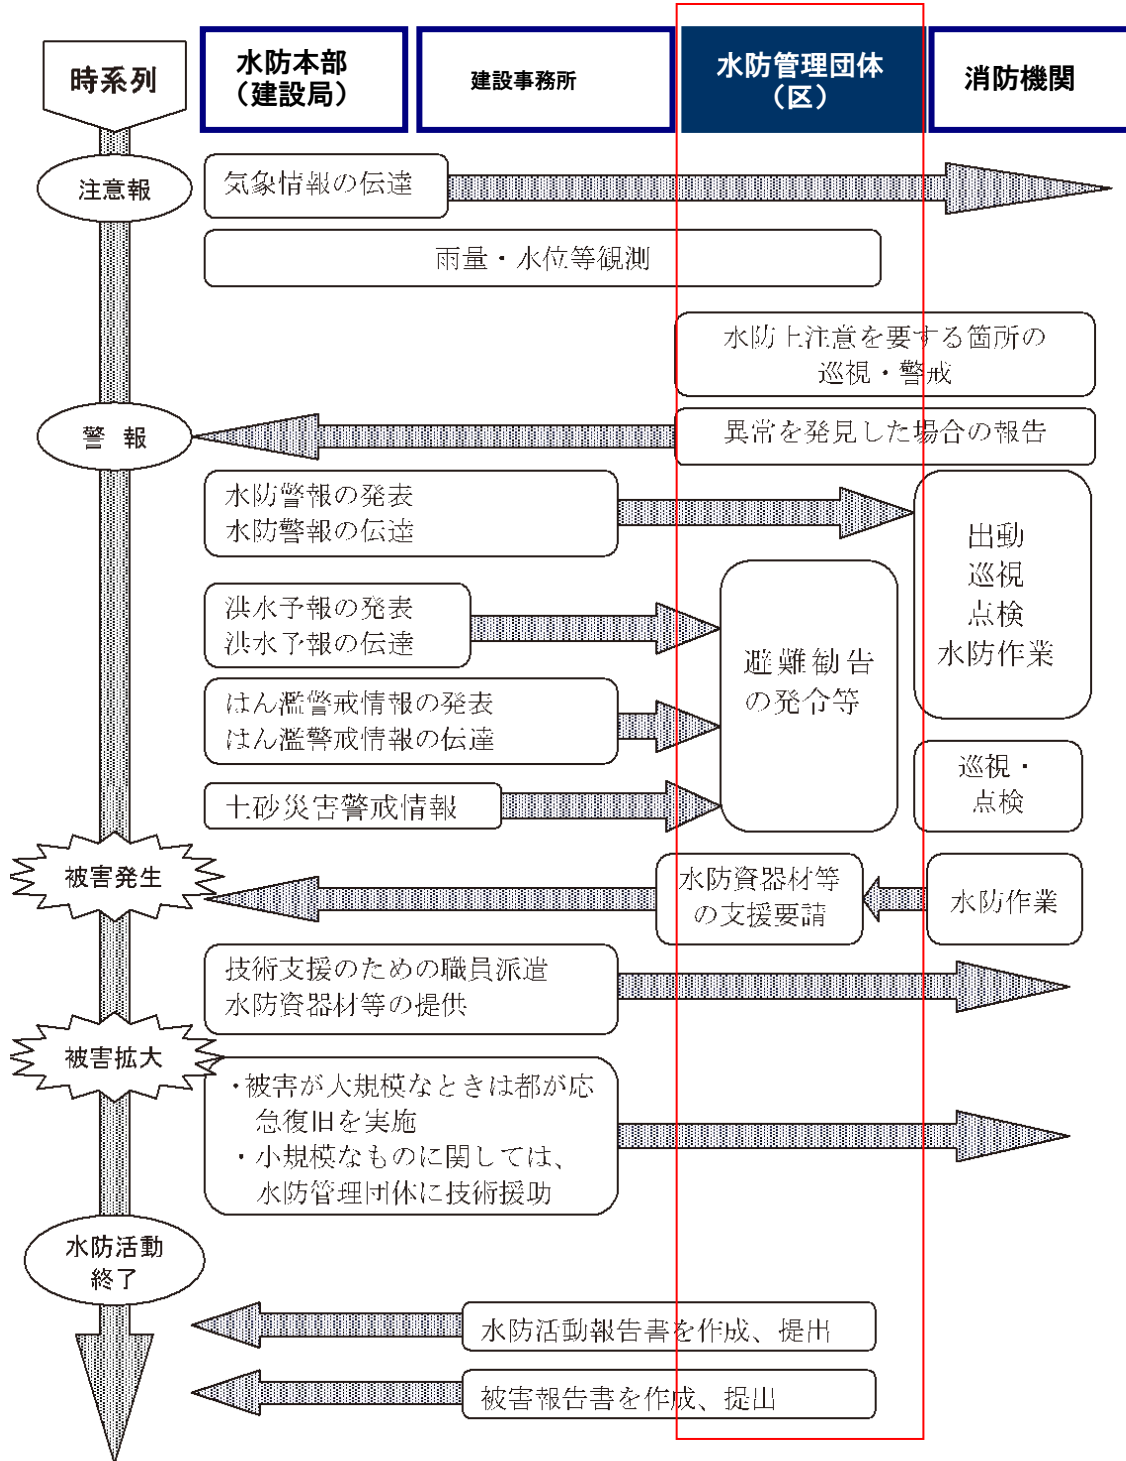 時系列
水防本部
（建設局）
建設事務所
水防管理団体
（区）
消防機関
注意報
気象情報の伝達
雨量・水位等観測
水防上注意を要する箇所の
巡視・警戒
警 報
異常を発見した場合の報告
水防警報の発表
水防警報の伝達
出動
巡視
点検
水防作業
洪水予報の発表
洪水予報の伝達
避難勧告
の発令等
はん濫警戒情報の発表
はん濫警戒情報の伝達
巡視・
点検
土砂災害警戒情報
被害発生
水防資器材等
の支援要請
水防作業
技術支援のための職員派遣
水防資器材等の提供
被害拡大
・被害が大規模なときは都が応
急復旧を実施
・小規模なものに関しては、
水防管理団体に技術援助
水防活動
終了
水防活動報告書を作成、提出
被害報告書を作成、提出